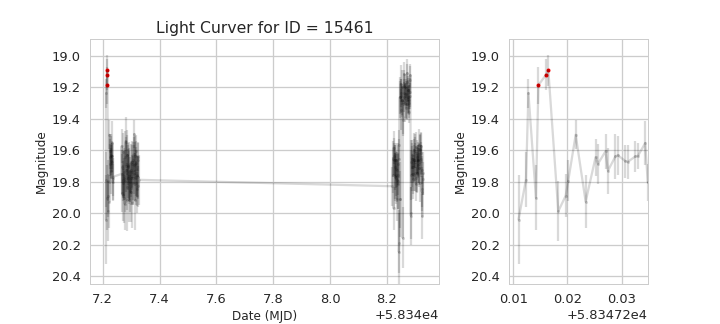 Light Curver for ID = 15461
19.0
19.2
19.4
19.6
19.8
20.0
20.2
20.4
Magnitude
7.2 7.4 7.6 7.8 8.0 8.2
Date (MJD)
+5.834e4
19.0
19.2
19.4
19.6
19.8
20.0
20.2
20.4
Magnitude
0.01 0.02 0.03
+5.83472e4